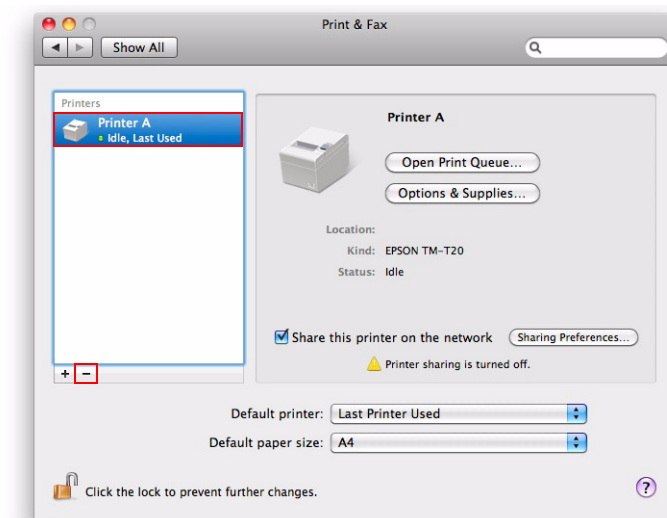 Print & Fax
Show All
Printers
Printer A
Idle, Last Used
Printer A
Open Print Queue...
Options & Supplies...
Location:
Kind: EPSON TM-T20
Status: Idle
Share this printer on the network Sharing Preferences...
Printer sharing is turned off.
+ −
Default printer: Last Printer Used
Default paper size: A4
Click the lock to prevent further changes.
?